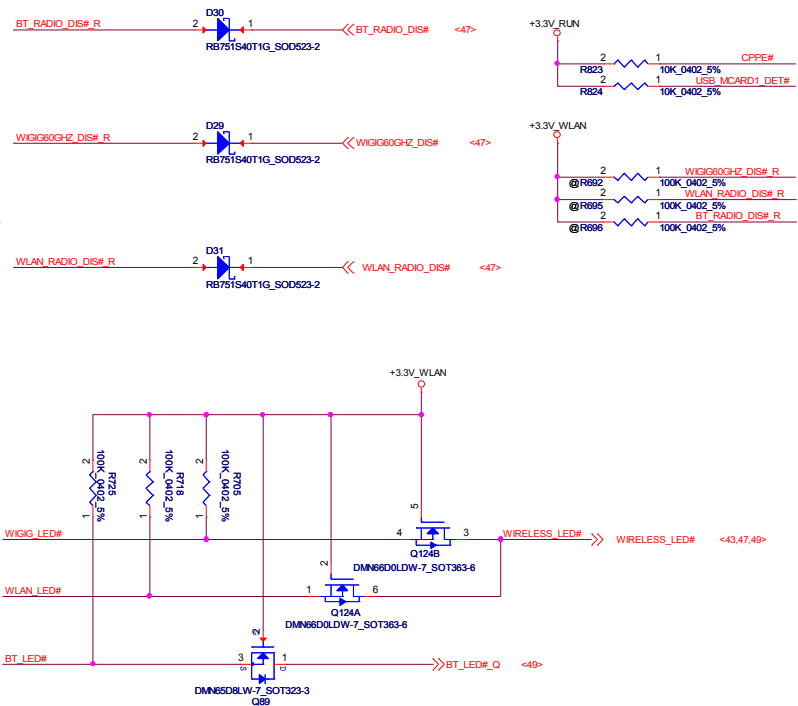 D30
BT_RADIO_DIS#_R 2 1 BT_RADIO_DIS# <47>
RB751S40T1G_SOD523-2
+3.3V_RUN
2 1 CPPE#
R823 10K_0402_5%
2 1 USB_MCARD1_DET#
R824 10K_0402_5%
D29
WIGIG60GHZ_DIS#_R 2 1 WIGIG60GHZ_DIS# <47>
RB751S40T1G_SOD523-2
+3.3V_WLAN
2 1 WIGIG60GHZ_DIS#_R
@R692 100K_0402_5%
2 1 WLAN_RADIO_DIS#_R
@R695 100K_0402_5%
2 1 BT_RADIO_DIS#_R
@R696 100K_0402_5%
D31
WLAN_RADIO_DIS#_R 2 1 WLAN_RADIO_DIS# <47>
RB751S40T1G_SOD523-2
+3.3V_WLAN
2 1 R725 100K_0402_5%
2 1 R718 100K_0402_5%
2 1 R705 100K_0402_5%
5
WIGIG_LED# 4 3 WIRELESS_LED# WIRELESS_LED# <43,47,49>
Q124B
DMN66D0LDW-7_SOT363-6
2
WLAN_LED# 1 6
Q124A
DMN66D0LDW-7_SOT363-6
2
BT_LED# 3 S D 1 BT_LED#_Q <49>
DMN65D8LW-7_SOT323-3
Q89